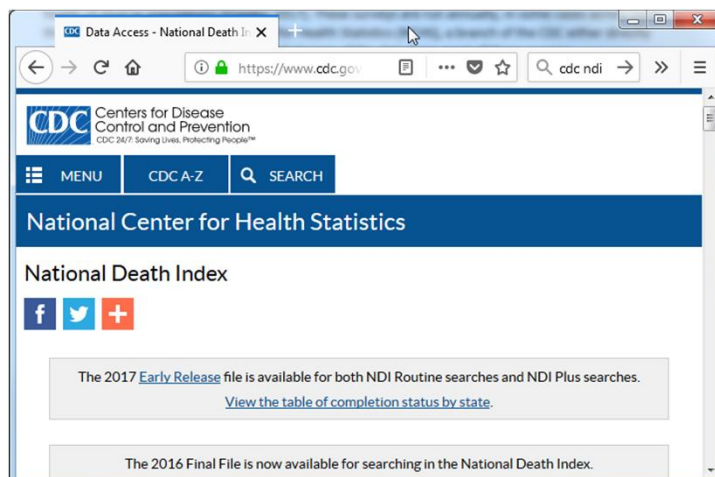 Data Access - National Death In
https://www.cdc.gov
cdc ndi
CDC
Centers for Disease
Control and Prevention
CDC 24/7: Saving Lives, Protecting People™
MENU
CDC A-Z
SEARCH
National Center for Health Statistics
National Death Index
The 2017 Early Release file is available for both NDI Routine searches and NDI Plus searches.
View the table of completion status by state.
The 2016 Final File is now available for searching in the National Death Index.